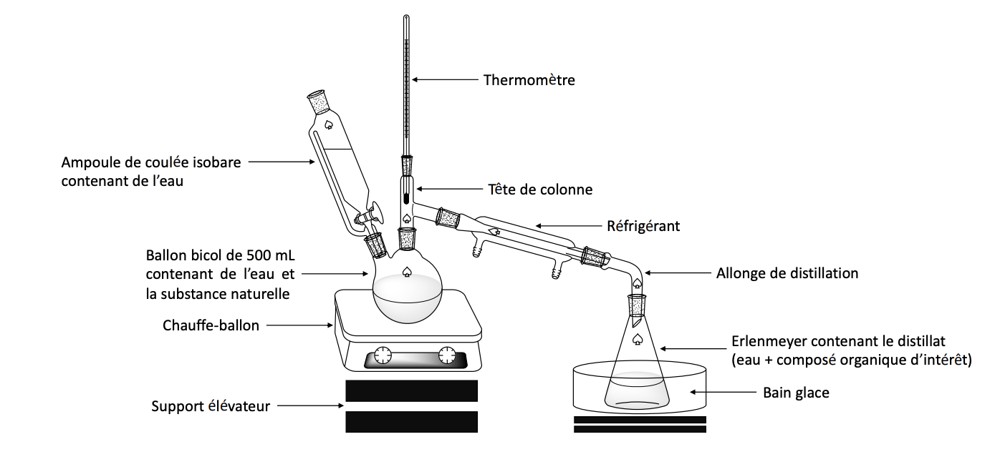 Thermomètre
Ampoule de coulée isobare
contenant de l’eau
Tête de colonne
Réfrigérant
Ballon bicol de 500 mL
contenant de l’eau et
la substance naturelle
Allonge de distillation
Chauffe-ballon
Erlenmeyer contenant le distillat
(eau + composé organique d’intérêt)
Bain glace
Support élévateur